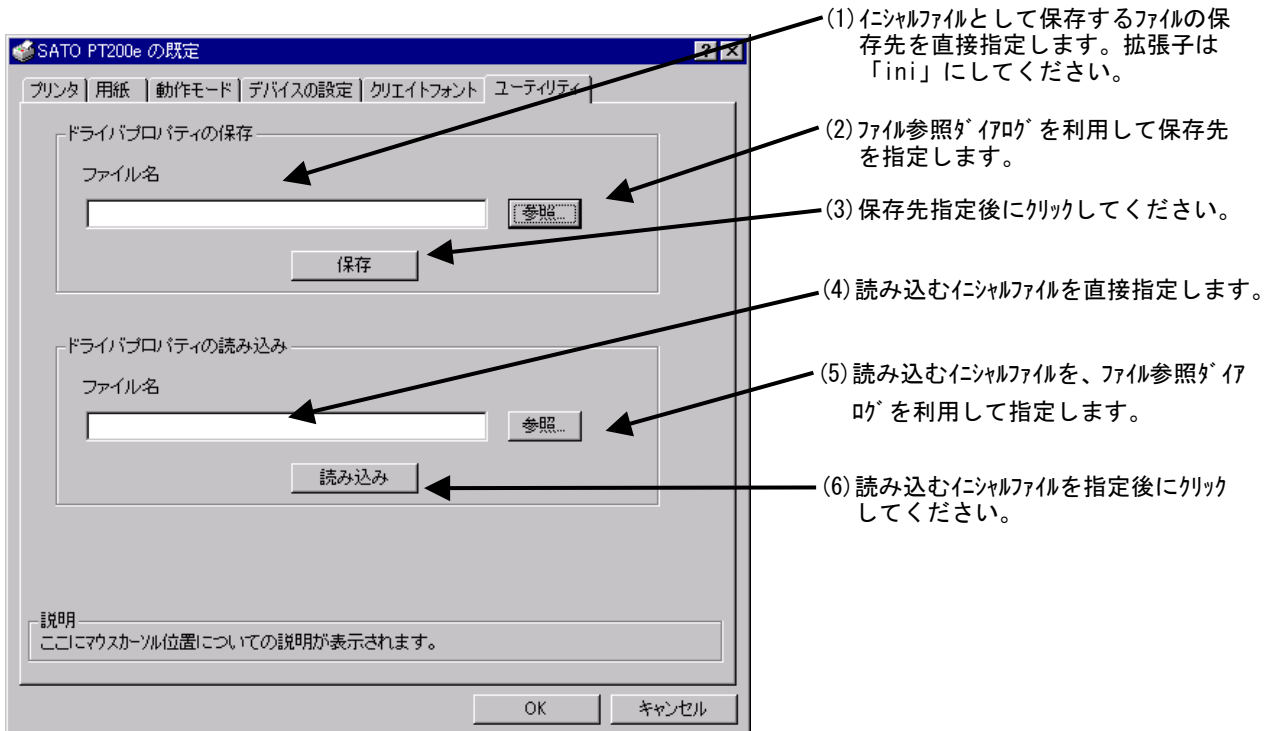 SATO PT200e の既定
プリンタ 用紙 動作モード デバイスの設定 クリエイトフォント ユーティリティ
ドライバプロパティの保存
ファイル名
参照...
保存
ドライバプロパティの読み込み
ファイル名
参照...
読み込み
説明
ここにマウスカーソル位置についての説明が表示されます。
OK キャンセル
(1) ｲﾆｼｬﾙﾌｧｲﾙとして保存するﾌｧｲﾙの保
存先を直接指定します。拡張子は
「ini」にしてください。
(2) ﾌｧｲﾙ参照ﾀﾞｲｱﾛｸﾞを利用して保存先
を指定します。
(3) 保存先指定後にｸﾘｯｸしてください。
(4) 読み込むｲﾆｼｬﾙﾌｧｲﾙを直接指定します。
(5) 読み込むｲﾆｼｬﾙﾌｧｲﾙを、ﾌｧｲﾙ参照ﾀﾞｲｱ
ﾛｸﾞを利用して指定します。
(6) 読み込むｲﾆｼｬﾙﾌｧｲﾙを指定後にｸﾘｯｸ
してください。